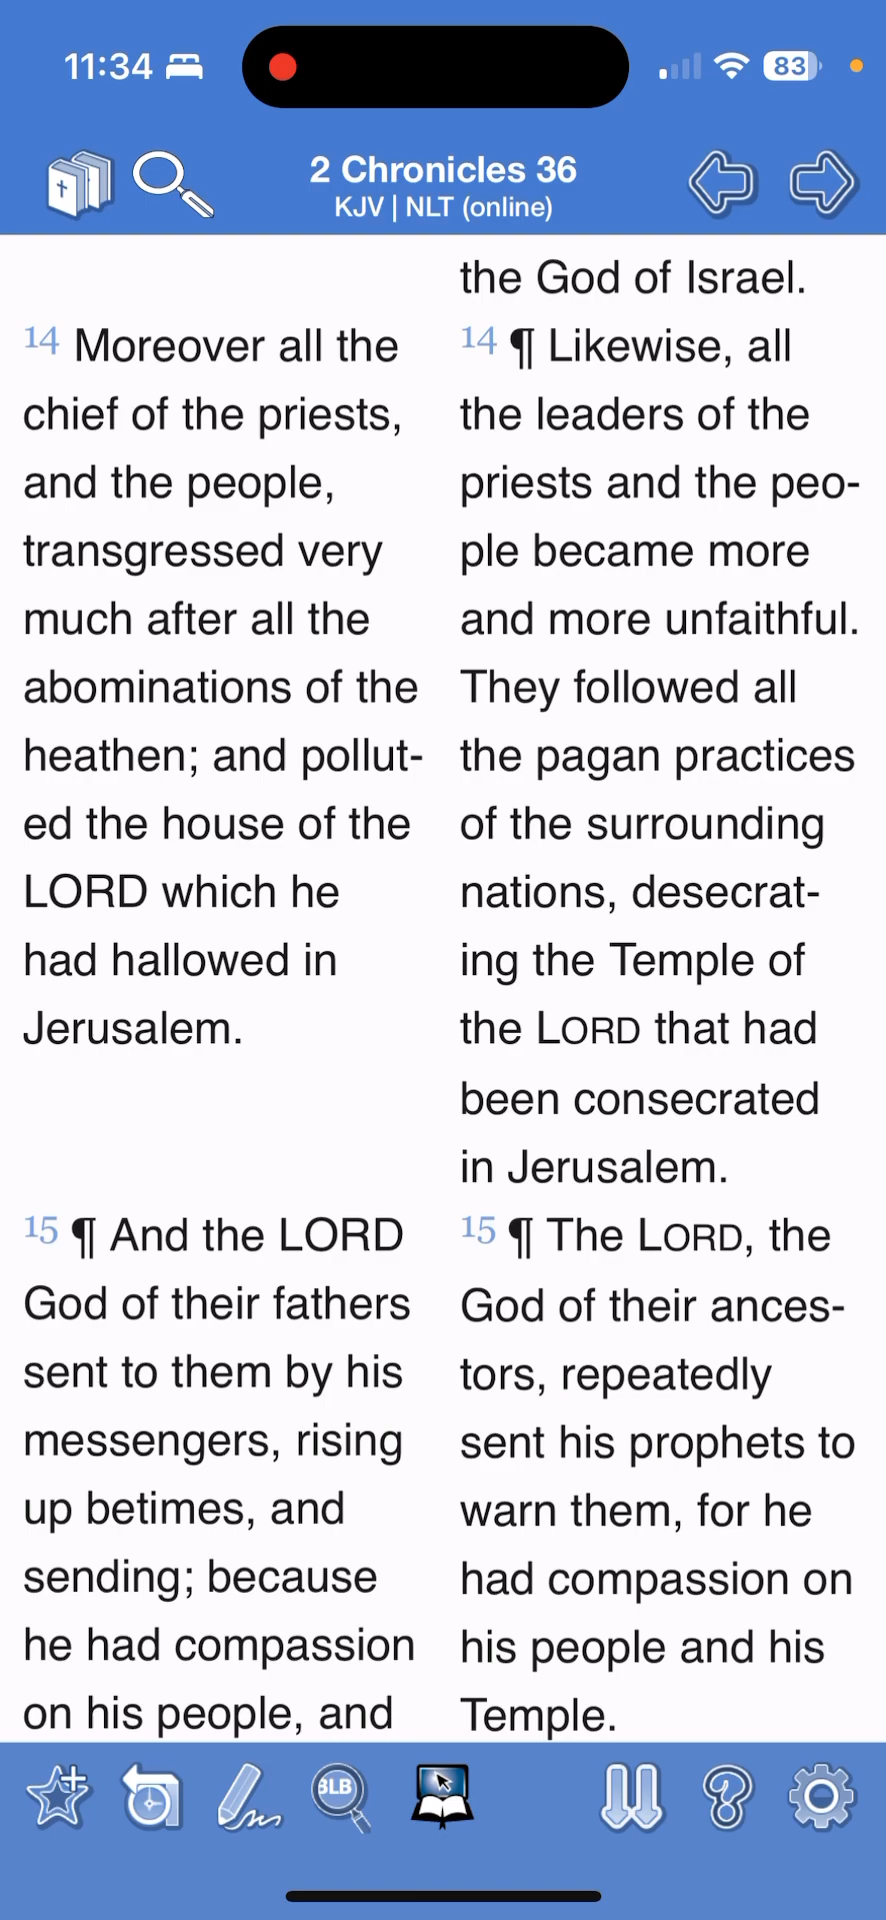 11:34
83
2 Chronicles 36
KJV | NLT (online)
the God of Israel.
14 Moreover all the
chief of the priests,
and the people,
transgressed very
much after all the
abominations of the
heathen; and pollut-
ed the house of the
LORD which he
had hallowed in
Jerusalem.
14 ¶ Likewise, all
the leaders of the
priests and the peo-
ple became more
and more unfaithful.
They followed all
the pagan practices
of the surrounding
nations, desecrat-
ing the Temple of
the LORD that had
been consecrated
in Jerusalem.
15 ¶ And the LORD
God of their fathers
sent to them by his
messengers, rising
up betimes, and
sending; because
he had compassion
on his people, and
15 ¶ The LORD, the
God of their ances-
tors, repeatedly
sent his prophets to
warn them, for he
had compassion on
his people and his
Temple.
BLB